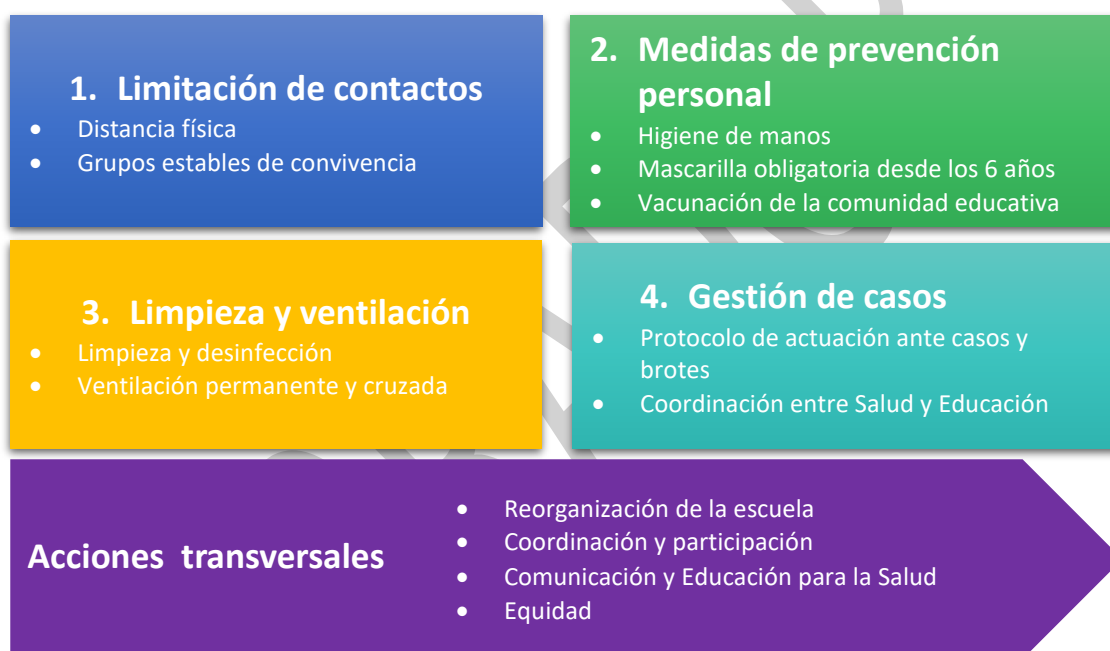 1. Limitación de contactos
• Distancia física
• Grupos estables de convivencia
2. Medidas de prevención
personal
• Higiene de manos
• Mascarilla obligatoria desde los 6 años
• Vacunación de la comunidad educativa
3. Limpieza y ventilación
• Limpieza y desinfección
• Ventilación permanente y cruzada
4. Gestión de casos
• Protocolo de actuación ante casos y
brotes
• Coordinación entre Salud y Educación
Acciones transversales
• Reorganización de la escuela
• Coordinación y participación
• Comunicación y Educación para la Salud
• Equidad